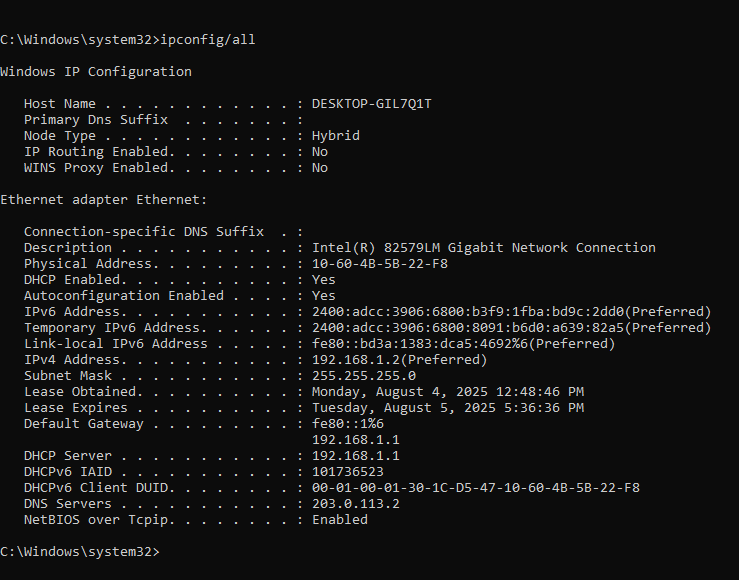 C:\Windows\system32>ipconfig/all
Windows IP Configuration
Host Name . . . . . . . . . . . . : DESKTOP-GIL7Q1T
Primary Dns Suffix  . . . . . . . :
Node Type . . . . . . . . . . . . : Hybrid
IP Routing Enabled. . . . . . . . : No
WINS Proxy Enabled. . . . . . . . : No
Ethernet adapter Ethernet:
Connection-specific DNS Suffix  . :
Description . . . . . . . . . . . : Intel(R) 82579LM Gigabit Network Connection
Physical Address. . . . . . . . . : 10-60-4B-5B-22-F8
DHCP Enabled. . . . . . . . . . . : Yes
Autoconfiguration Enabled . . . . : Yes
IPv6 Address. . . . . . . . . . . : 2400:adcc:3906:6800:b3f9:1fba:bd9c:2dd0(Preferred)
Temporary IPv6 Address. . . . . . : 2400:adcc:3906:6800:8091:b6d0:a639:82a5(Preferred)
Link-local IPv6 Address . . . . . : fe80::bd3a:1383:dca5:4692%6(Preferred)
IPv4 Address. . . . . . . . . . . : 192.168.1.2(Preferred)
Subnet Mask . . . . . . . . . . . : 255.255.255.0
Lease Obtained. . . . . . . . . . : Monday, August 4, 2025 12:48:46 PM
Lease Expires . . . . . . . . . . : Tuesday, August 5, 2025 5:36:36 PM
Default Gateway . . . . . . . . . : fe80::1%6
192.168.1.1
DHCP Server . . . . . . . . . . . : 192.168.1.1
DHCPv6 IAID . . . . . . . . . . . : 101736523
DHCPv6 Client DUID. . . . . . . . : 00-01-00-01-30-1C-D5-47-10-60-4B-5B-22-F8
DNS Servers . . . . . . . . . . . : 203.0.113.2
NetBIOS over Tcpip. . . . . . . . : Enabled
C:\Windows\system32>